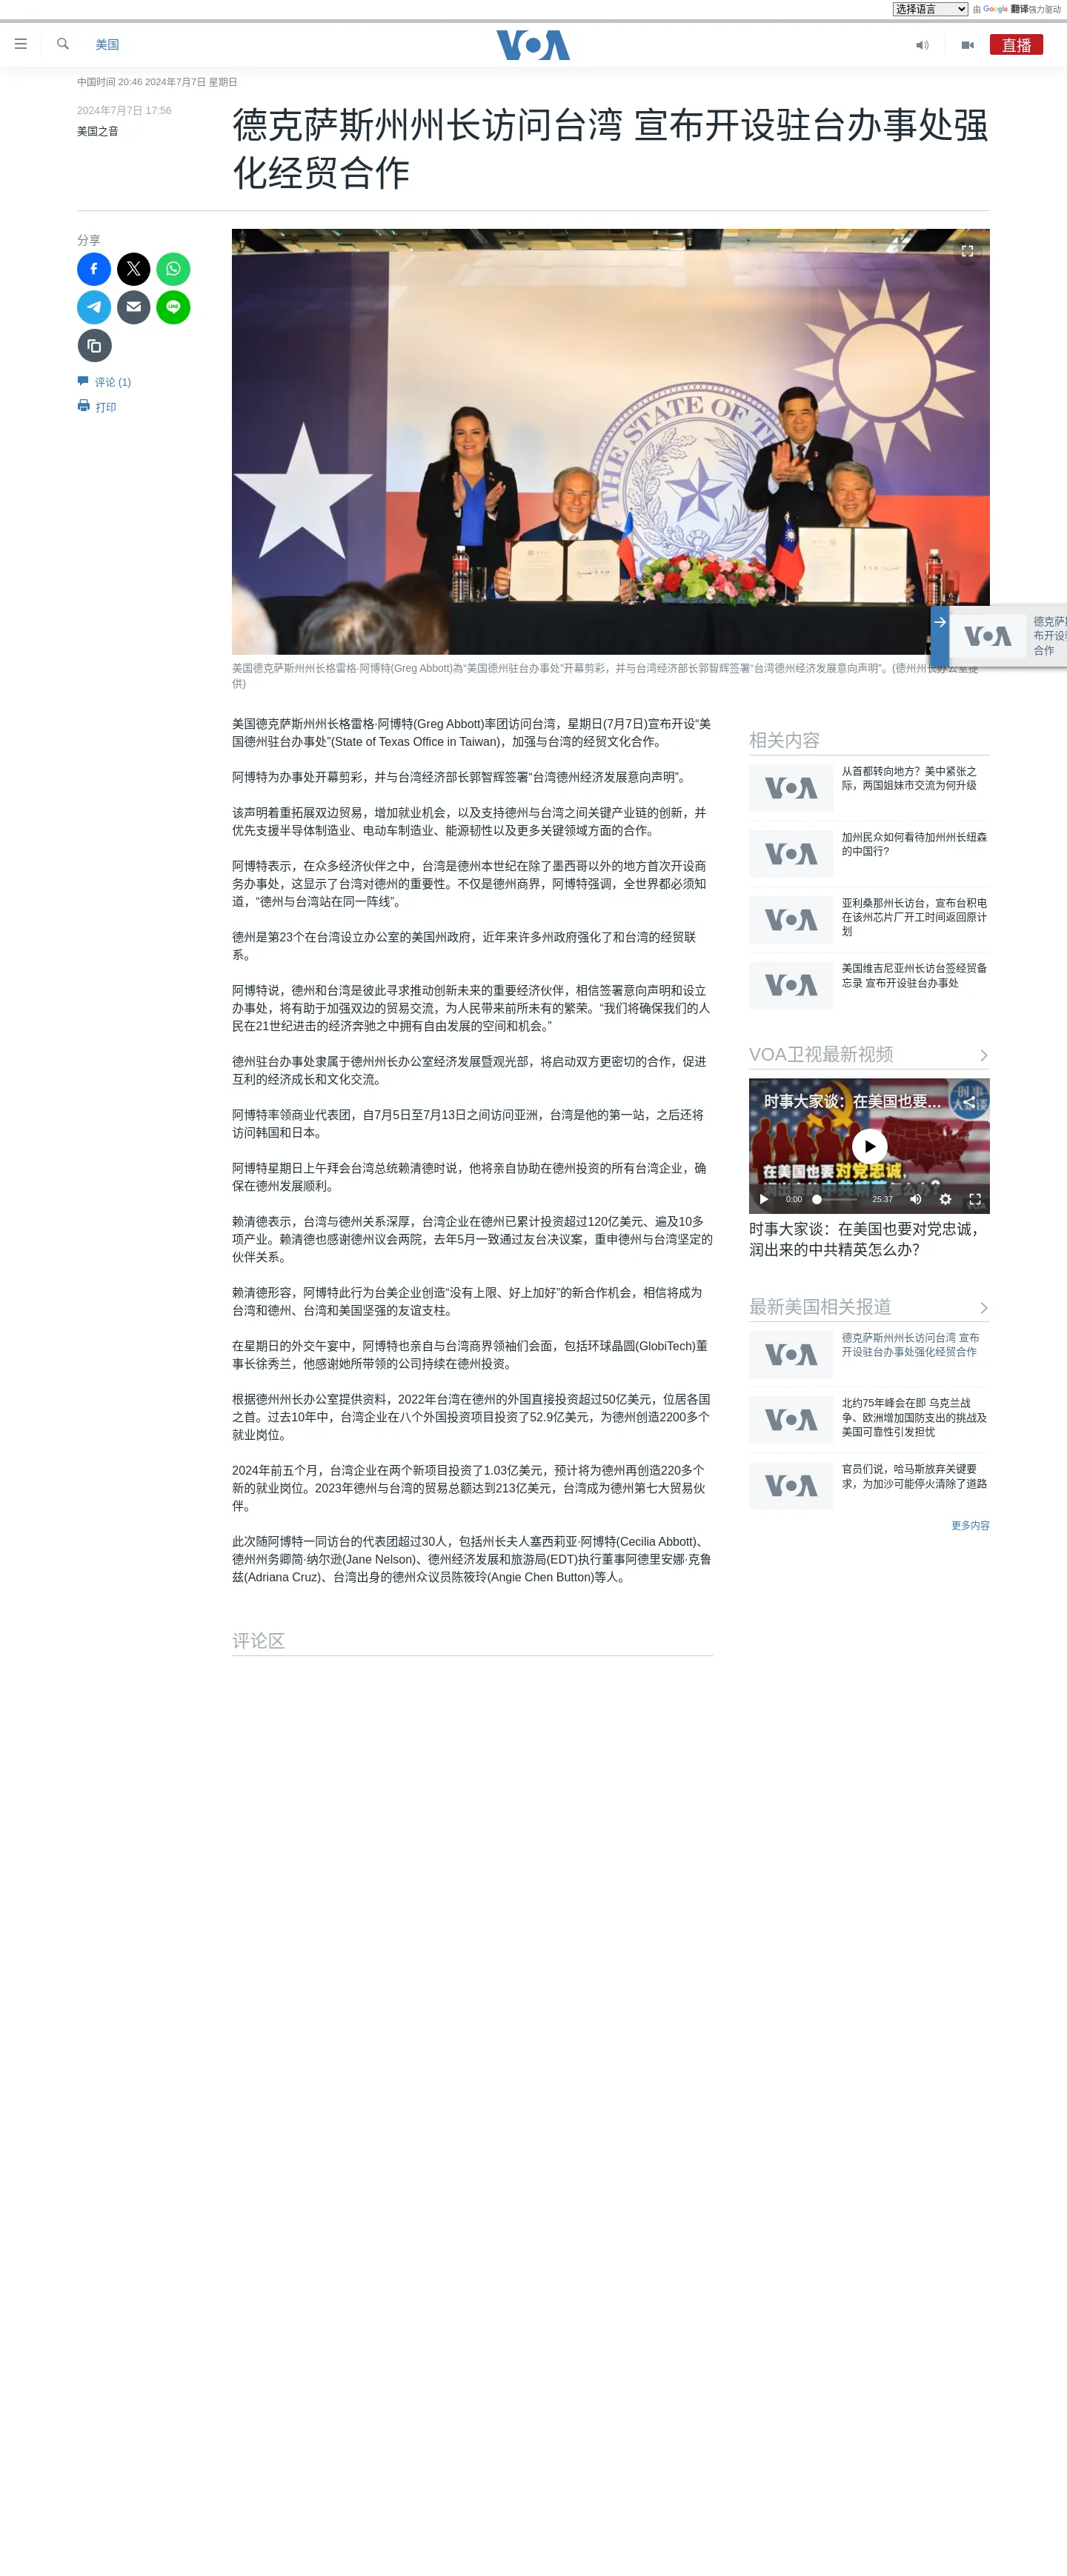 选择语言 由 Google 翻译强力驱动
美国 VOA 直播
中国时间 20:46 2024年7月7日 星期日
2024年7月7日 17:56
美国之音
德克萨斯州州长访问台湾 宣布开设驻台办事处强
化经贸合作
分享
评论 (1)
打印
STATE OF THE
美国德克萨斯州州长格雷格·阿博特(Greg Abbott)為“美国德州驻台办事处”开幕剪彩，并与台湾经济部长郭智辉签署“台湾德州经济发展意向声明”。(德州州长办公室提
供)
VOA
德克萨斯
布开设
合作
美国德克萨斯州州长格雷格·阿博特(Greg Abbott)率团访问台湾，星期日(7月7日)宣布开设“美
国德州驻台办事处”(State of Texas Office in Taiwan)，加强与台湾的经贸文化合作。
阿博特为办事处开幕剪彩，并与台湾经济部长郭智辉签署“台湾德州经济发展意向声明”。
该声明着重拓展双边贸易，增加就业机会，以及支持德州与台湾之间关键产业链的创新，并
优先支援半导体制造业、电动车制造业、能源韧性以及更多关键领域方面的合作。
阿博特表示，在众多经济伙伴之中，台湾是德州本世纪在除了墨西哥以外的地方首次开设商
务办事处，这显示了台湾对德州的重要性。不仅是德州商界，阿博特强调，全世界都必须知
道，“德州与台湾站在同一阵线”。
德州是第23个在台湾设立办公室的美国州政府，近年来许多州政府强化了和台湾的经贸联
系。
阿博特说，德州和台湾是彼此寻求推动创新未来的重要经济伙伴，相信签署意向声明和设立
办事处，将有助于加强双边的贸易交流，为人民带来前所未有的繁荣。“我们将确保我们的人
民在21世纪进击的经济奔驰之中拥有自由发展的空间和机会。”
德州驻台办事处隶属于德州州长办公室经济发展暨观光部，将启动双方更密切的合作，促进
互利的经济成长和文化交流。
阿博特率领商业代表团，自7月5日至7月13日之间访问亚洲，台湾是他的第一站，之后还将
访问韩国和日本。
阿博特星期日上午拜会台湾总统赖清德时说，他将亲自协助在德州投资的所有台湾企业，确
保在德州发展顺利。
赖清德表示，台湾与德州关系深厚，台湾企业在德州已累计投资超过120亿美元、遍及10多
项产业。赖清德也感谢德州议会两院，去年5月一致通过友台决议案，重申德州与台湾坚定的
伙伴关系。
赖清德形容，阿博特此行为台美企业创造“没有上限、好上加好”的新合作机会，相信将成为
台湾和德州、台湾和美国坚强的友谊支柱。
在星期日的外交午宴中，阿博特也亲自与台湾商界领袖们会面，包括环球晶圆(GlobiTech)董
事长徐秀兰，他感谢她所带领的公司持续在德州投资。
根据德州州长办公室提供资料，2022年台湾在德州的外国直接投资超过50亿美元，位居各国
之首。过去10年中，台湾企业在八个外国投资项目投资了52.9亿美元，为德州创造2200多个
就业岗位。
2024年前五个月，台湾企业在两个新项目投资了1.03亿美元，预计将为德州再创造220多个
新的就业岗位。2023年德州与台湾的贸易总额达到213亿美元，台湾成为德州第七大贸易伙
伴。
此次随阿博特一同访台的代表团超过30人，包括州长夫人塞西莉亚·阿博特(Cecilia Abbott)、
德州州务卿简·纳尔逊(Jane Nelson)、德州经济发展和旅游局(EDT)执行董事阿德里安娜·克鲁
兹(Adriana Cruz)、台湾出身的德州众议员陈筱玲(Angie Chen Button)等人。
评论区
相关内容
VOA
从首都转向地方？美中紧张之
际，两国姐妹市交流为何升级
VOA
加州民众如何看待加州州长纽森
的中国行?
VOA
亚利桑那州长访台，宣布台积电
在该州芯片厂开工时间返回原计
划
VOA
美国维吉尼亚州长访台签经贸备
忘录 宣布开设驻台办事处
VOA卫视最新视频
时事大家谈：在美国也要...
时事
大家谈
在美国也要对党忠诚，
0:00 25:37
时事大家谈：在美国也要对党忠诚，
润出来的中共精英怎么办？
最新美国相关报道
VOA
德克萨斯州州长访问台湾 宣布
开设驻台办事处强化经贸合作
VOA
北约75年峰会在即 乌克兰战
争、欧洲增加国防支出的挑战及
美国可靠性引发担忧
VOA
官员们说，哈马斯放弃关键要
求，为加沙可能停火清除了道路
更多内容